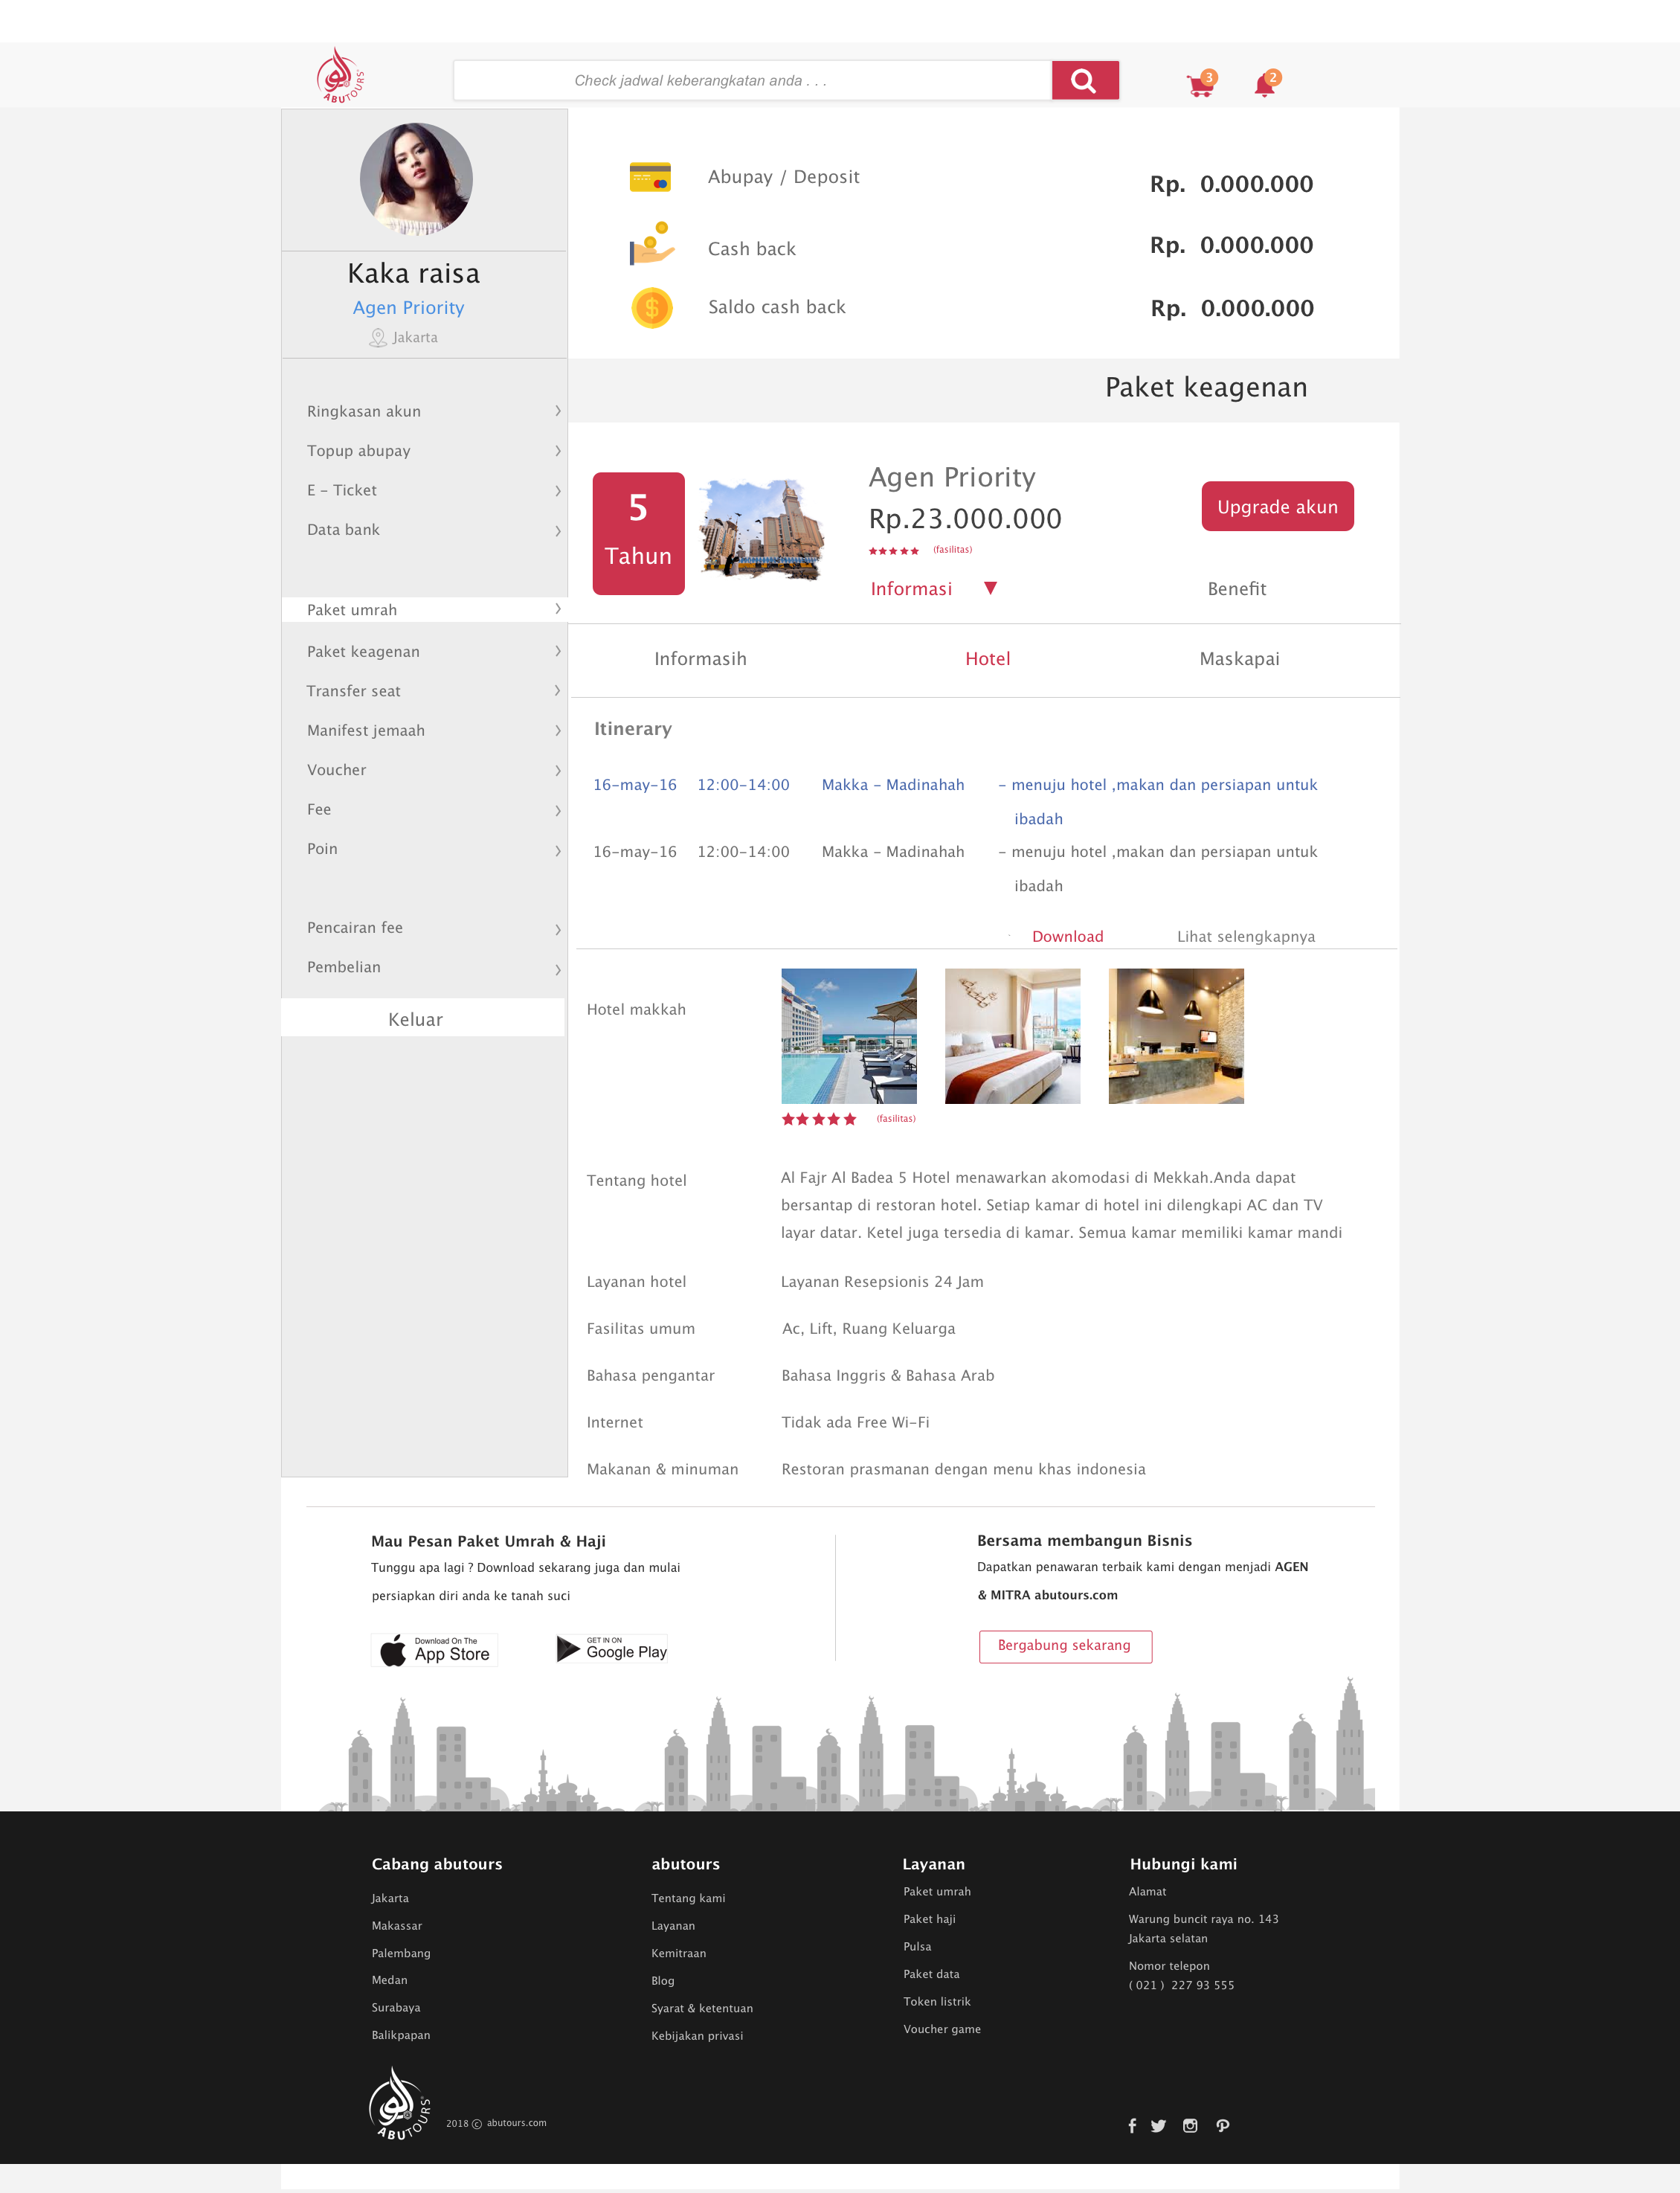 ABUTOURS
Check jadwal keberangkatan anda . . .
3
2
Kaka raisa
Agen Priority
Jakarta
Ringkasan akun
Topup abupay
E - Ticket
Data bank
Paket umrah
Paket keagenan
Transfer seat
Manifest jemaah
Voucher
Fee
Poin
Pencairan fee
Pembelian
Keluar
Abupay / Deposit Rp. 0.000.000
Cash back Rp. 0.000.000
Saldo cash back Rp. 0.000.000
Paket keagenan
5
Tahun
Agen Priority
Rp.23.000.000
(fasilitas)
Upgrade akun
Informasi ▼ Benefit
Informasih Hotel Maskapai
Itinerary
16-may-16 12:00-14:00 Makka - Madinahah - menuju hotel ,makan dan persiapan untuk
ibadah
16-may-16 12:00-14:00 Makka - Madinahah - menuju hotel ,makan dan persiapan untuk
ibadah
Download Lihat selengkapnya
Hotel makkah
(fasilitas)
Tentang hotel Al Fajr Al Badea 5 Hotel menawarkan akomodasi di Mekkah.Anda dapat
bersantap di restoran hotel. Setiap kamar di hotel ini dilengkapi AC dan TV
layar datar. Ketel juga tersedia di kamar. Semua kamar memiliki kamar mandi
Layanan hotel Layanan Resepsionis 24 Jam
Fasilitas umum Ac, Lift, Ruang Keluarga
Bahasa pengantar Bahasa Inggris & Bahasa Arab
Internet Tidak ada Free Wi-Fi
Makanan & minuman Restoran prasmanan dengan menu khas indonesia
Mau Pesan Paket Umrah & Haji
Tunggu apa lagi ? Download sekarang juga dan mulai
persiapkan diri anda ke tanah suci
Download On The
App Store
GET IN ON
Google Play
Bersama membangun Bisnis
Dapatkan penawaran terbaik kami dengan menjadi AGEN
& MITRA abutours.com
Bergabung sekarang
Cabang abutours
Jakarta
Makassar
Palembang
Medan
Surabaya
Balikpapan
abutours
Tentang kami
Layanan
Kemitraan
Blog
Syarat & ketentuan
Kebijakan privasi
Layanan
Paket umrah
Paket haji
Pulsa
Paket data
Token listrik
Voucher game
Hubungi kami
Alamat
Warung buncit raya no. 143
Jakarta selatan
Nomor telepon
( 021 ) 227 93 555
ABUTOURS
2018 © abutours.com